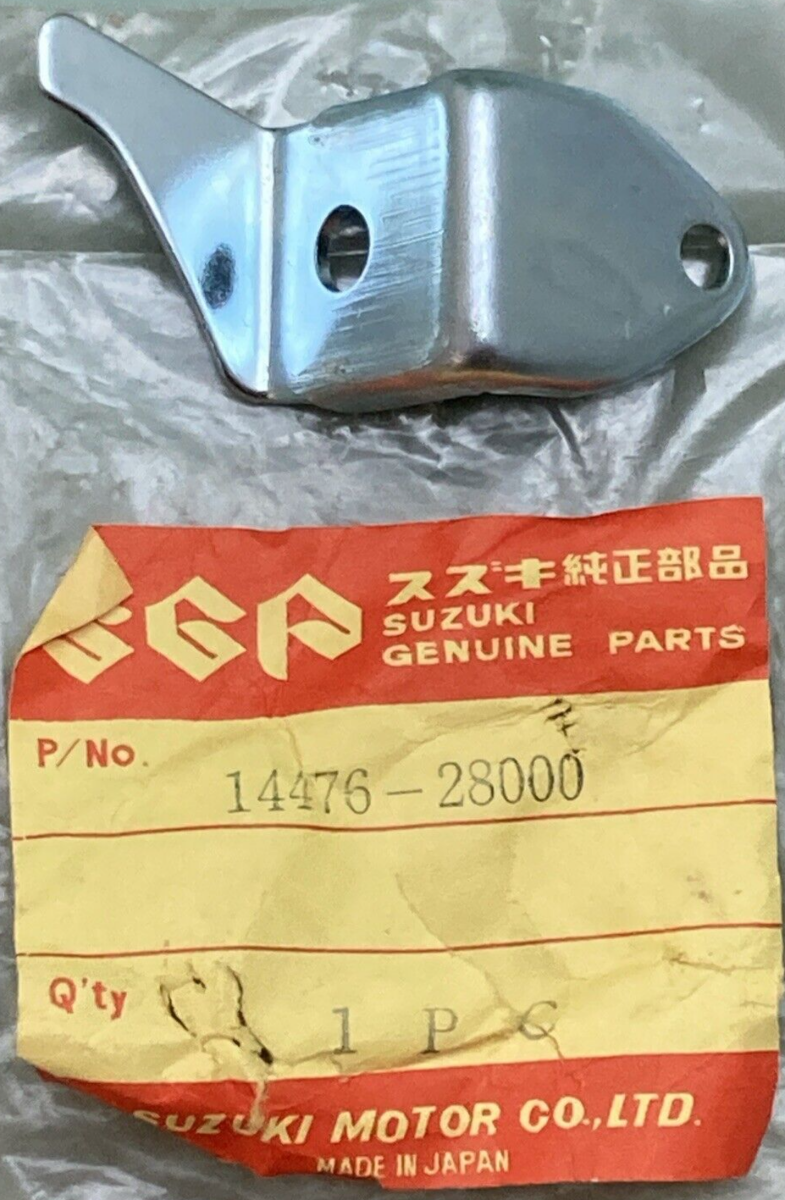 SGP スズキ純正部品
SUZUKI
GENUINE PARTS
P/No.
14476-28000
Q'ty
1 P C
SUZUKI MOTOR CO.,LTD.
MADE IN JAPAN